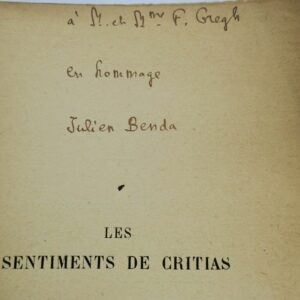 à M. et Mme F. Gregh
en hommage
Julien Benda
LES
SENTIMENTS DE CRITIAS